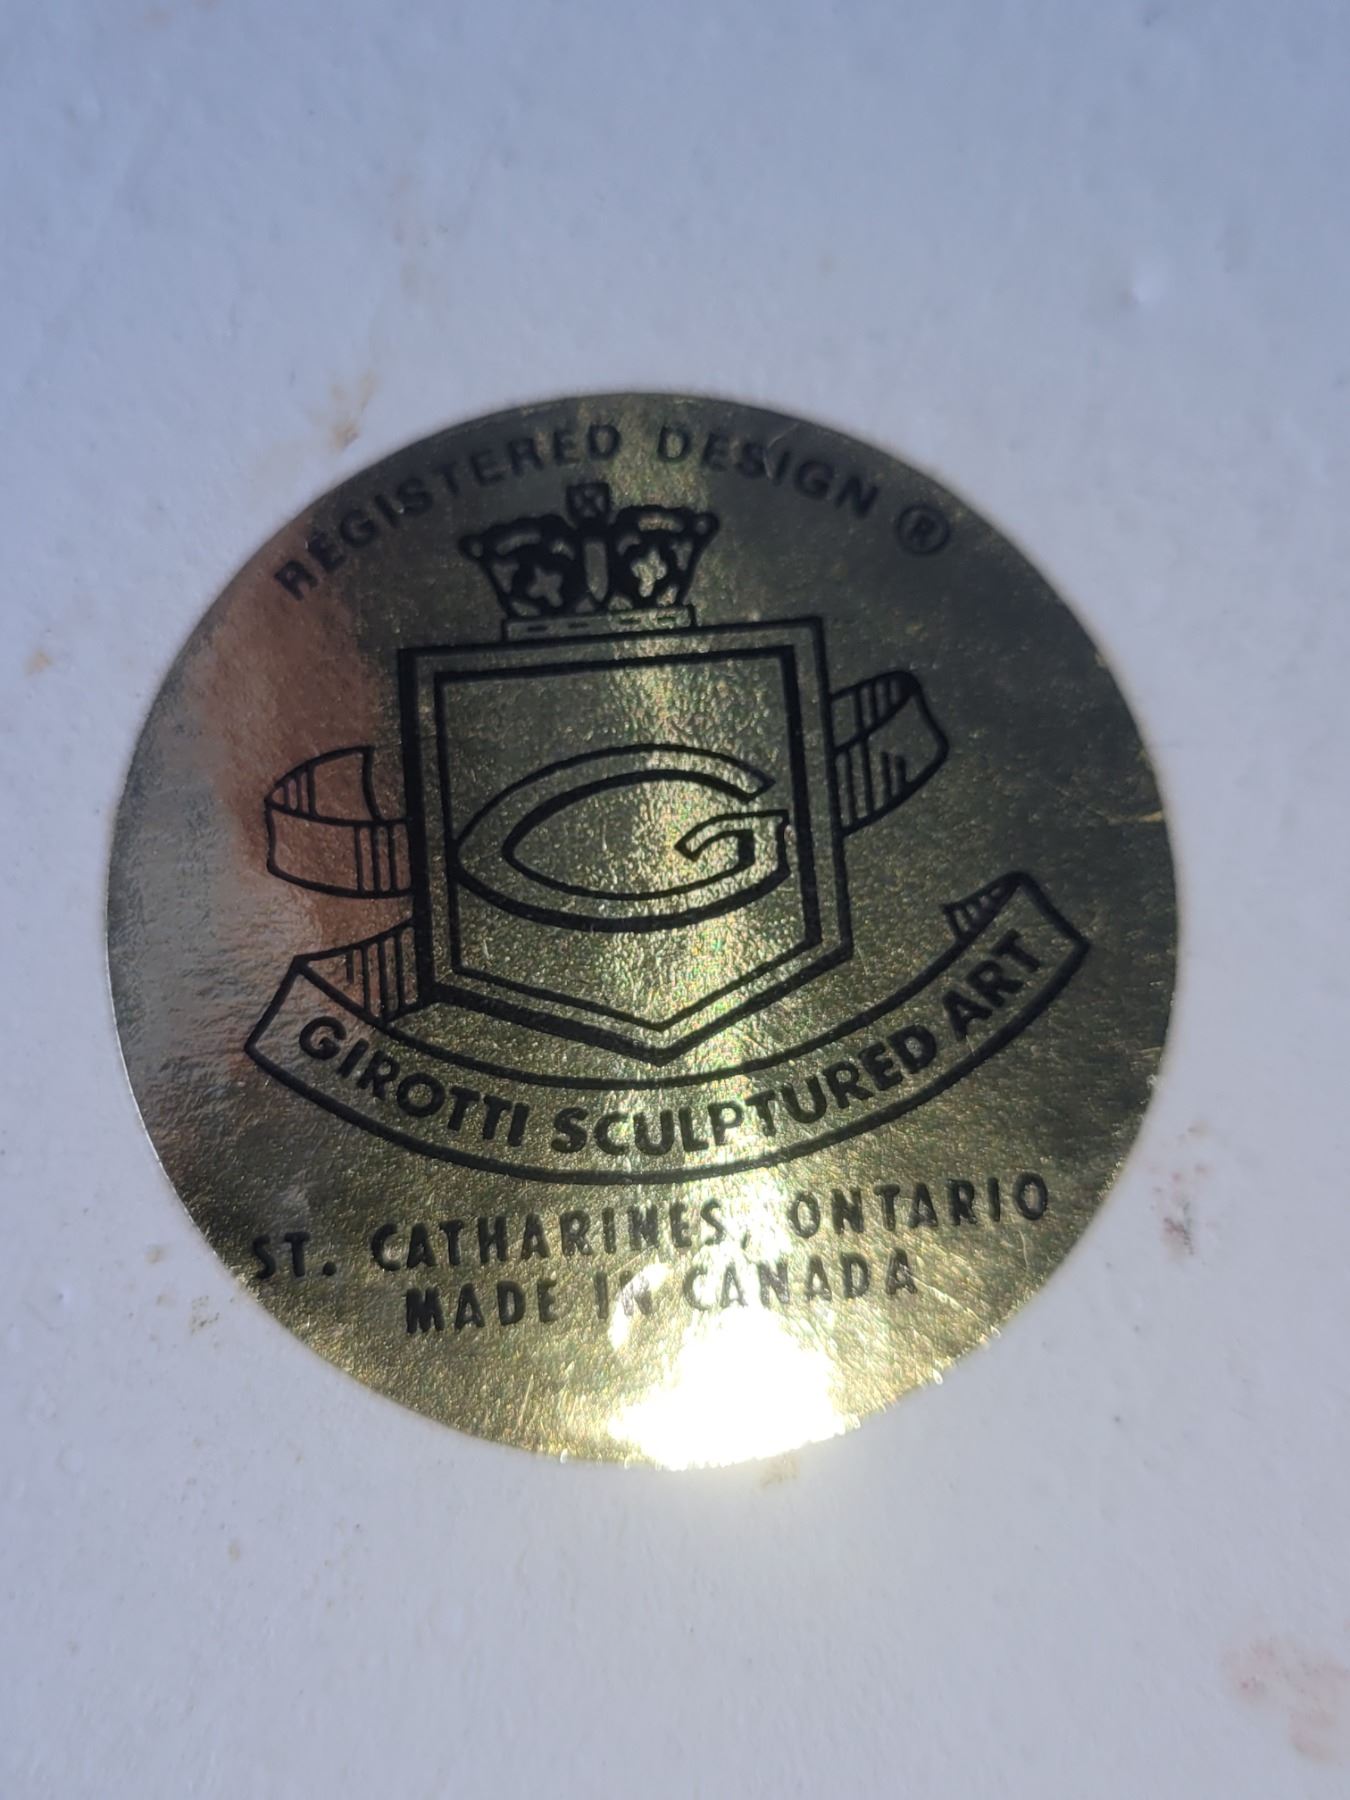 REGISTERED DESIGN ®
G
GIROTTI SCULPTURED ART
ST. CATHARINES, ONTARIO
MADE IN CANADA